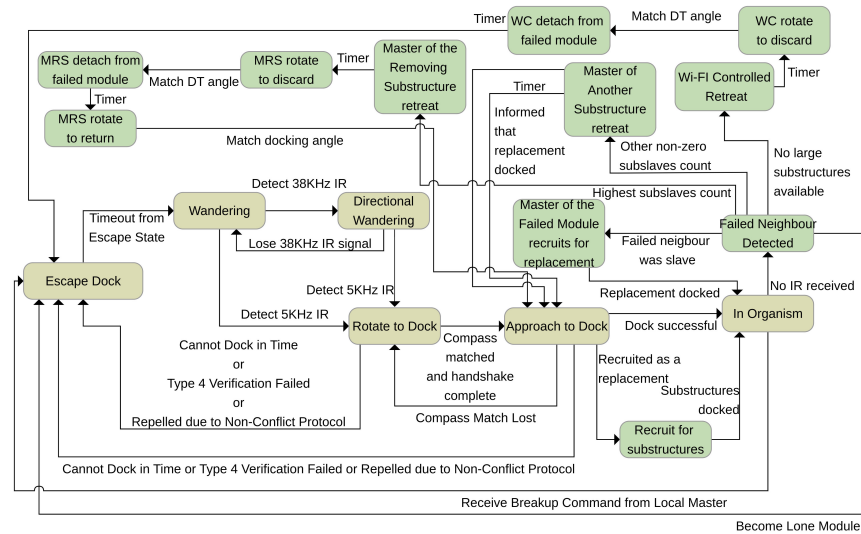 Timer
WC detach from
failed module
Match DT angle
WC rotate
to discard
MRS detach from
failed module
Match DT angle
MRS rotate
to discard
Timer
Master of the
Removing
Substructure
retreat
Timer
Informed
that
replacement
docked
Master of
Another
Substructure
retreat
Wi-FI Controlled
Retreat
Timer
Timer
MRS rotate
to return
Match docking angle
Other non-zero
subslaves count
No large
substructures
available
Highest subslaves count
Detect 38KHz IR
Wandering
Directional
Wandering
Timeout from
Escape State
Lose 38KHz IR signal
Master of the
Failed Module
recruits for
replacement
Failed neigbour
was slave
Failed Neighbour
Detected
Escape Dock
Detect 5KHz IR
Replacement docked
No IR received
Detect 5KHz IR
Rotate to Dock
Approach to Dock
Dock successful
In Organism
Cannot Dock in Time
or
Type 4 Verification Failed
or
Repelled due to Non-Conflict Protocol
Compass
matched
and handshake
complete
Compass Match Lost
Recruited as a
replacement
Substructures
docked
Recruit for
substructures
Cannot Dock in Time or Type 4 Verification Failed or Repelled due to Non-Conflict Protocol
Receive Breakup Command from Local Master
Become Lone Module